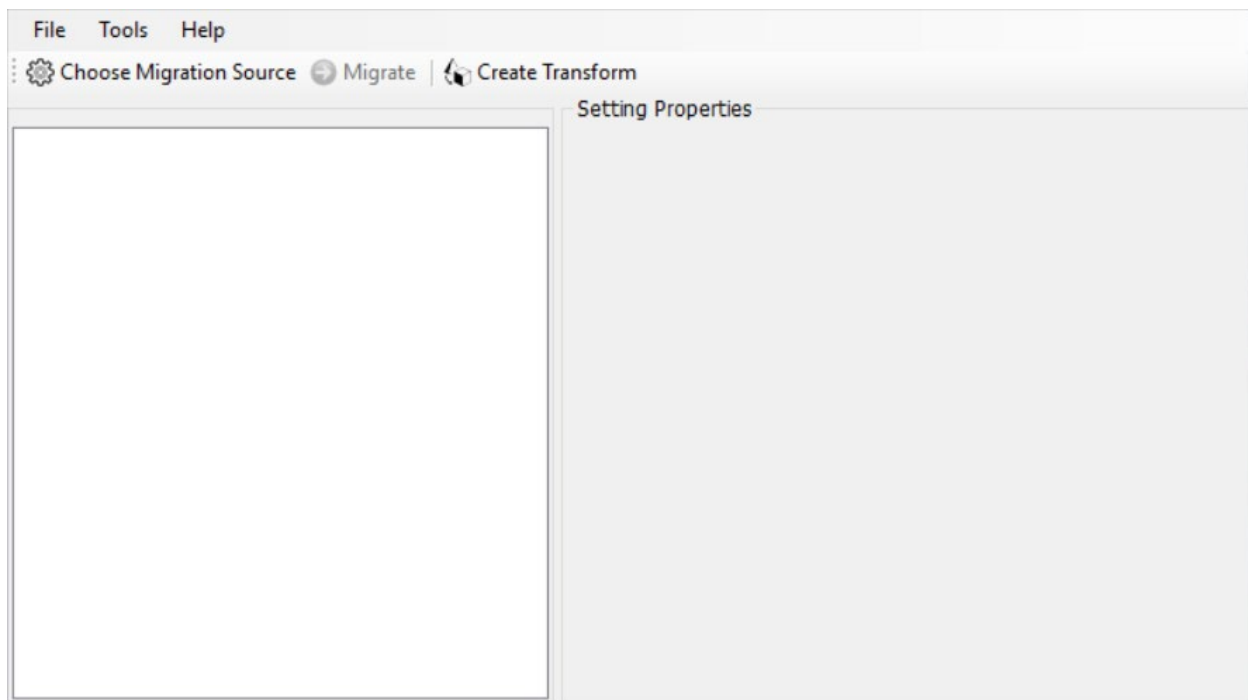 File Tools Help
Choose Migration Source Migrate Create Transform
Setting Properties